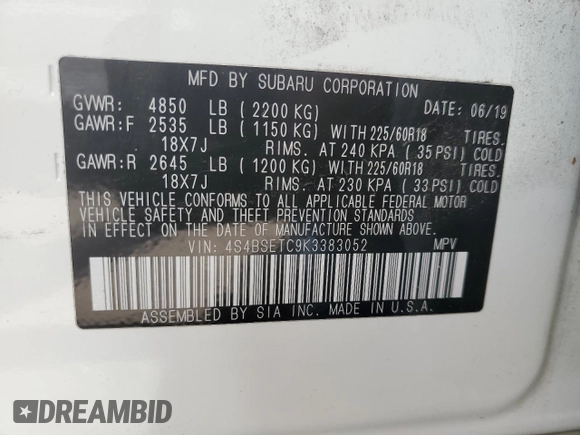 MFD BY SUBARU CORPORATION
GVWR: 4850 LB (2200 KG) DATE: 06/19
GAWR:F 2535 LB (1150 KG) WITH 225/60R18 TIRES.
18X7J RIMS. AT 240 KPA (35 PSI) COLD
GAWR:R 2645 LB (1200 KG) WITH 225/60R18 TIRES.
18X7J RIMS. AT 230 KPA (33 PSI) COLD
THIS VEHICLE CONFORMS TO ALL APPLICABLE FEDERAL MOTOR
VEHICLE SAFETY AND THEFT PREVENTION STANDARDS
IN EFFECT ON THE DATE OF MANUFACTURE SHOWN ABOVE.
VIN: 4S4BSETC9K3383052 MPV
ASSEMBLED BY SIA INC. MADE IN U.S.A.
DREAMBID